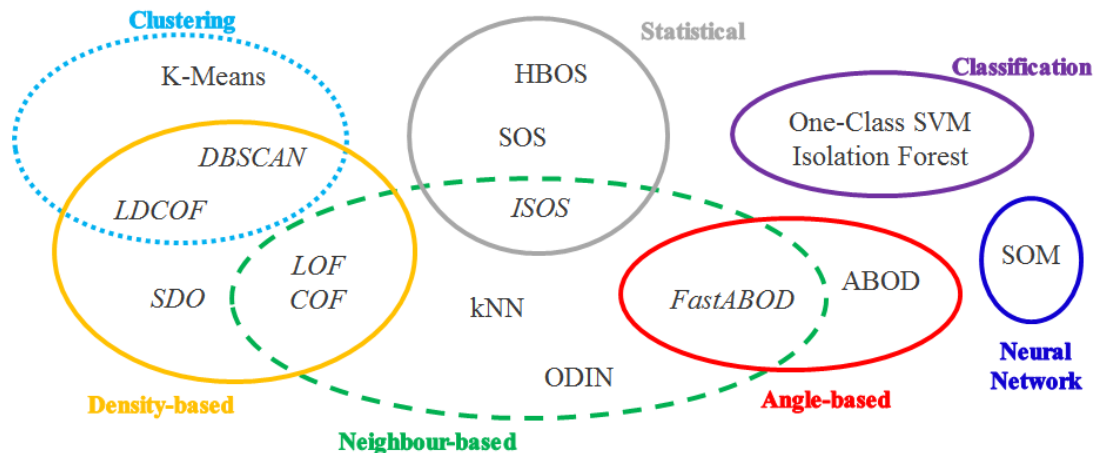 Clustering
Statistical
K-Means
HBOS
Classification
One-Class SVM
Isolation Forest
SOS
DBSCAN
LDCOF
ISOS
SOM
LOF
COF
SDO
kNN
FastABOD
ABOD
ODIN
Neural
Network
Density-based
Angle-based
Neighbour-based